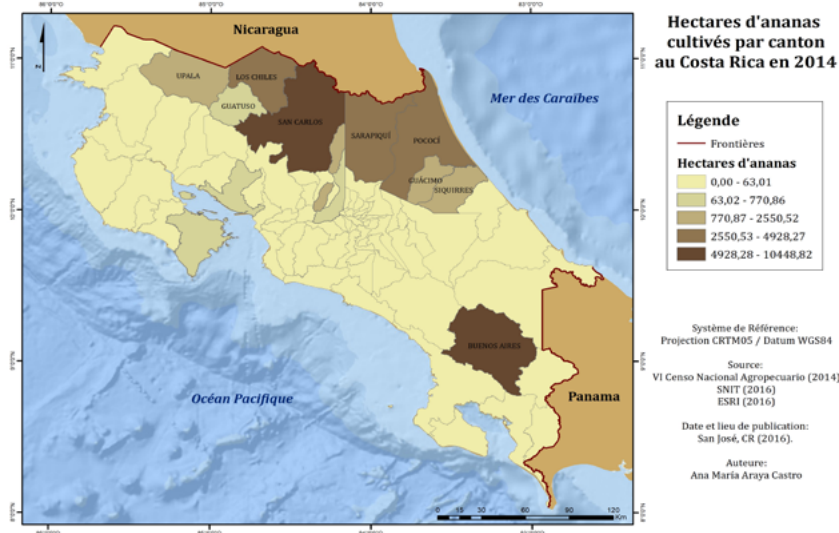 Hectares d'ananas
cultivés par canton
au Costa Rica en 2014
Légende
Frontières
Hectares d'ananas
0,00 - 63,01
63,02 - 770,86
770,87 - 2550,52
2550,53 - 4928,27
4928,28 - 10448,82
Système de Référence:
Projection CRTM05 / Datum WGS84
Source:
VI Censo Nacional Agropecuario (2014)
SNIT (2016)
ESRI (2016)
Date et lieu de publication:
San José, CR (2016).
Auteure:
Ana María Araya Castro
Nicaragua
Mer des Caraïbes
UPALA
LOS CHILES
GUATUSO
SAN CARLOS
SARAPIQUÍ
POCOCÍ
GUÁCIMO
SIQUIRRES
BUENOS AIRES
Océan Pacifique
Panama
0 15 30 60 90 120
Km